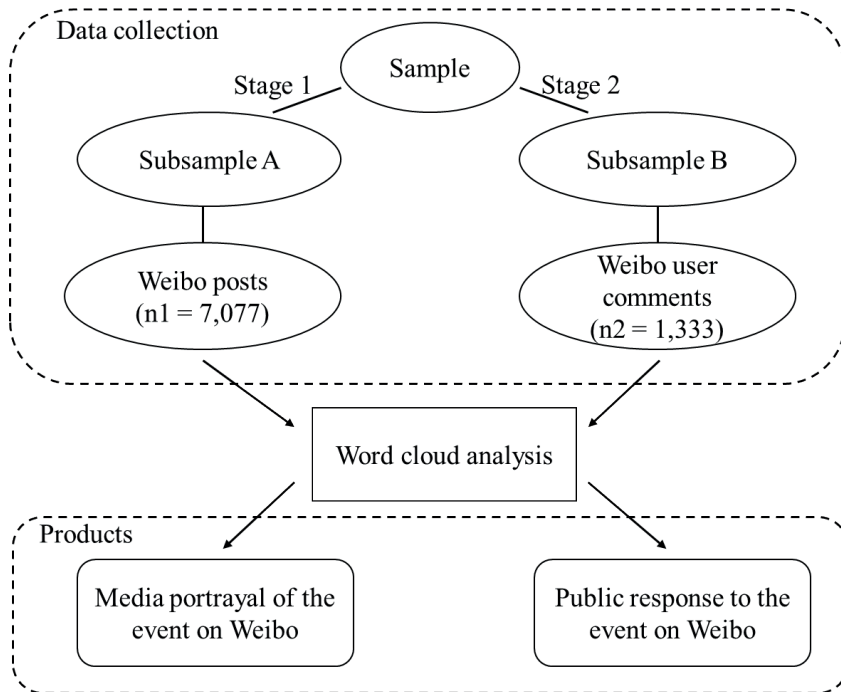 Data collection
Sample
Stage 1
Stage 2
Subsample A
Subsample B
Weibo posts
(n1 = 7,077)
Weibo user
comments
(n2 = 1,333)
Word cloud analysis
Products
Media portrayal of the
event on Weibo
Public response to the
event on Weibo